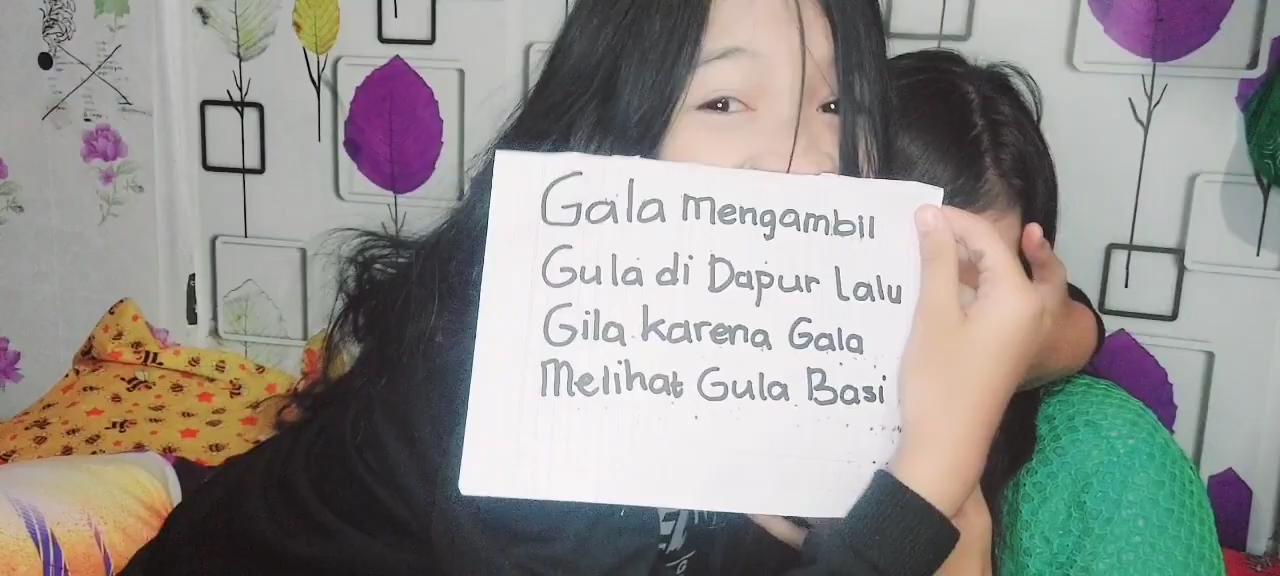 Gala Mengambil
Gula di Dapur lalu
Gila karena Gala
Melihat Gula Basi